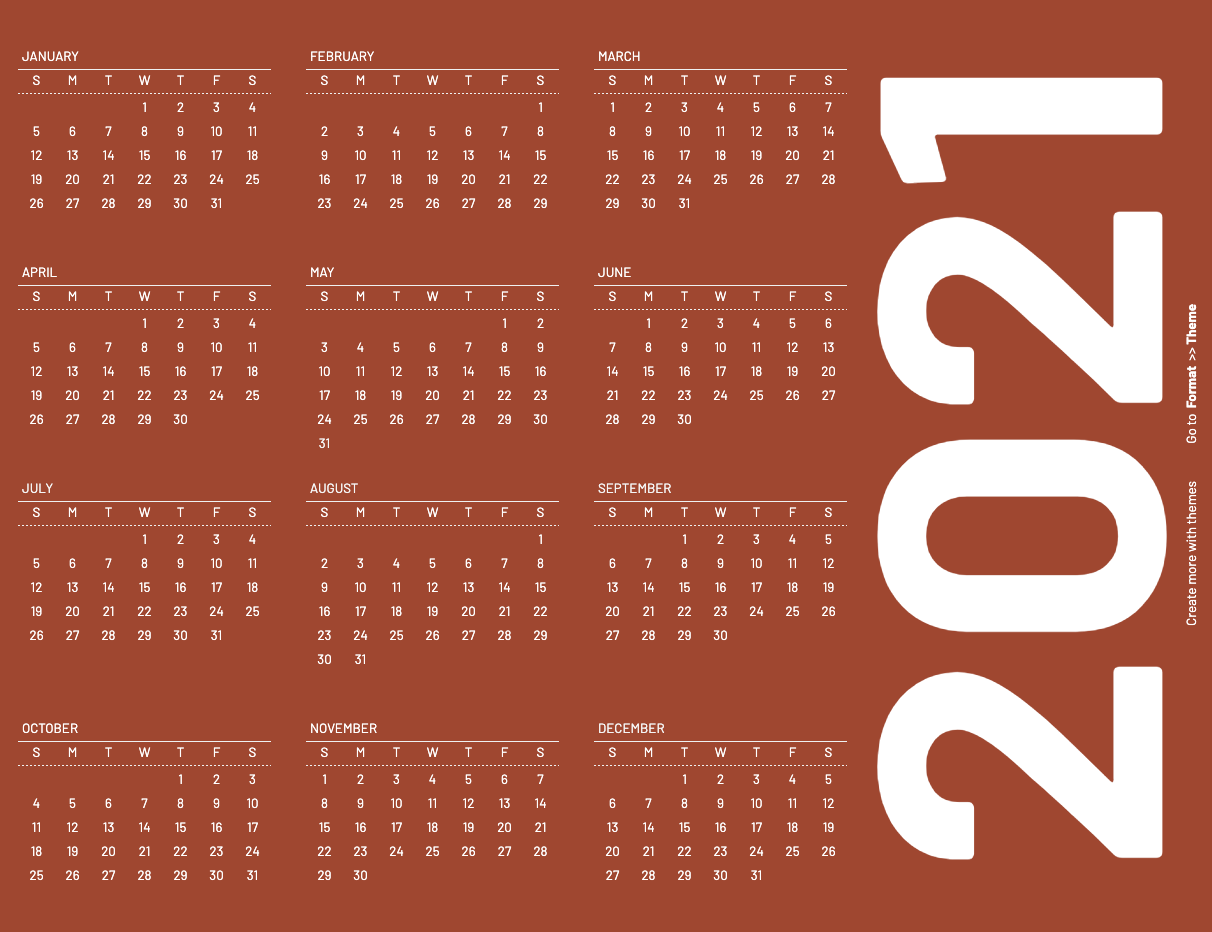 JANUARY
S M T W T F S
1 2 3 4
5 6 7 8 9 10 11
12 13 14 15 16 17 18
19 20 21 22 23 24 25
26 27 28 29 30 31
FEBRUARY
S M T W T F S
1
2 3 4 5 6 7 8
9 10 11 12 13 14 15
16 17 18 19 20 21 22
23 24 25 26 27 28 29
MARCH
S M T W T F S
1 2 3 4 5 6 7
8 9 10 11 12 13 14
15 16 17 18 19 20 21
22 23 24 25 26 27 28
29 30 31
APRIL
S M T W T F S
1 2 3 4
5 6 7 8 9 10 11
12 13 14 15 16 17 18
19 20 21 22 23 24 25
26 27 28 29 30
MAY
S M T W T F S
1 2
3 4 5 6 7 8 9
10 11 12 13 14 15 16
17 18 19 20 21 22 23
24 25 26 27 28 29 30
31
JUNE
S M T W T F S
1 2 3 4 5 6
7 8 9 10 11 12 13
14 15 16 17 18 19 20
21 22 23 24 25 26 27
28 29 30
JULY
S M T W T F S
1 2 3 4
5 6 7 8 9 10 11
12 13 14 15 16 17 18
19 20 21 22 23 24 25
26 27 28 29 30 31
AUGUST
S M T W T F S
1
2 3 4 5 6 7 8
9 10 11 12 13 14 15
16 17 18 19 20 21 22
23 24 25 26 27 28 29
30 31
SEPTEMBER
S M T W T F S
1 2 3 4 5
6 7 8 9 10 11 12
13 14 15 16 17 18 19
20 21 22 23 24 25 26
27 28 29 30
OCTOBER
S M T W T F S
1 2 3
4 5 6 7 8 9 10
11 12 13 14 15 16 17
18 19 20 21 22 23 24
25 26 27 28 29 30 31
NOVEMBER
S M T W T F S
1 2 3 4 5 6 7
8 9 10 11 12 13 14
15 16 17 18 19 20 21
22 23 24 25 26 27 28
29 30
DECEMBER
S M T W T F S
1 2 3 4 5
6 7 8 9 10 11 12
13 14 15 16 17 18 19
20 21 22 23 24 25 26
27 28 29 30 31
2021
Create more with themes Go to Format >> Theme